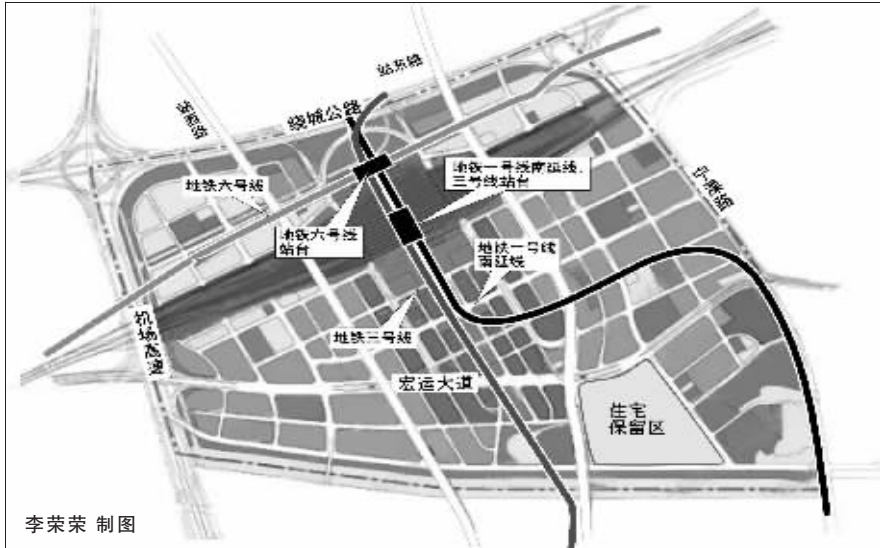 站东路
站西路
绕城公路
地铁一号线南延线、
三号线站台
宁溧路
地铁六号线
地铁六号线
站台
地铁一号线
南延线
机场高速
地铁三号线
宏运大道
住宅
保留区
李荣荣 制图